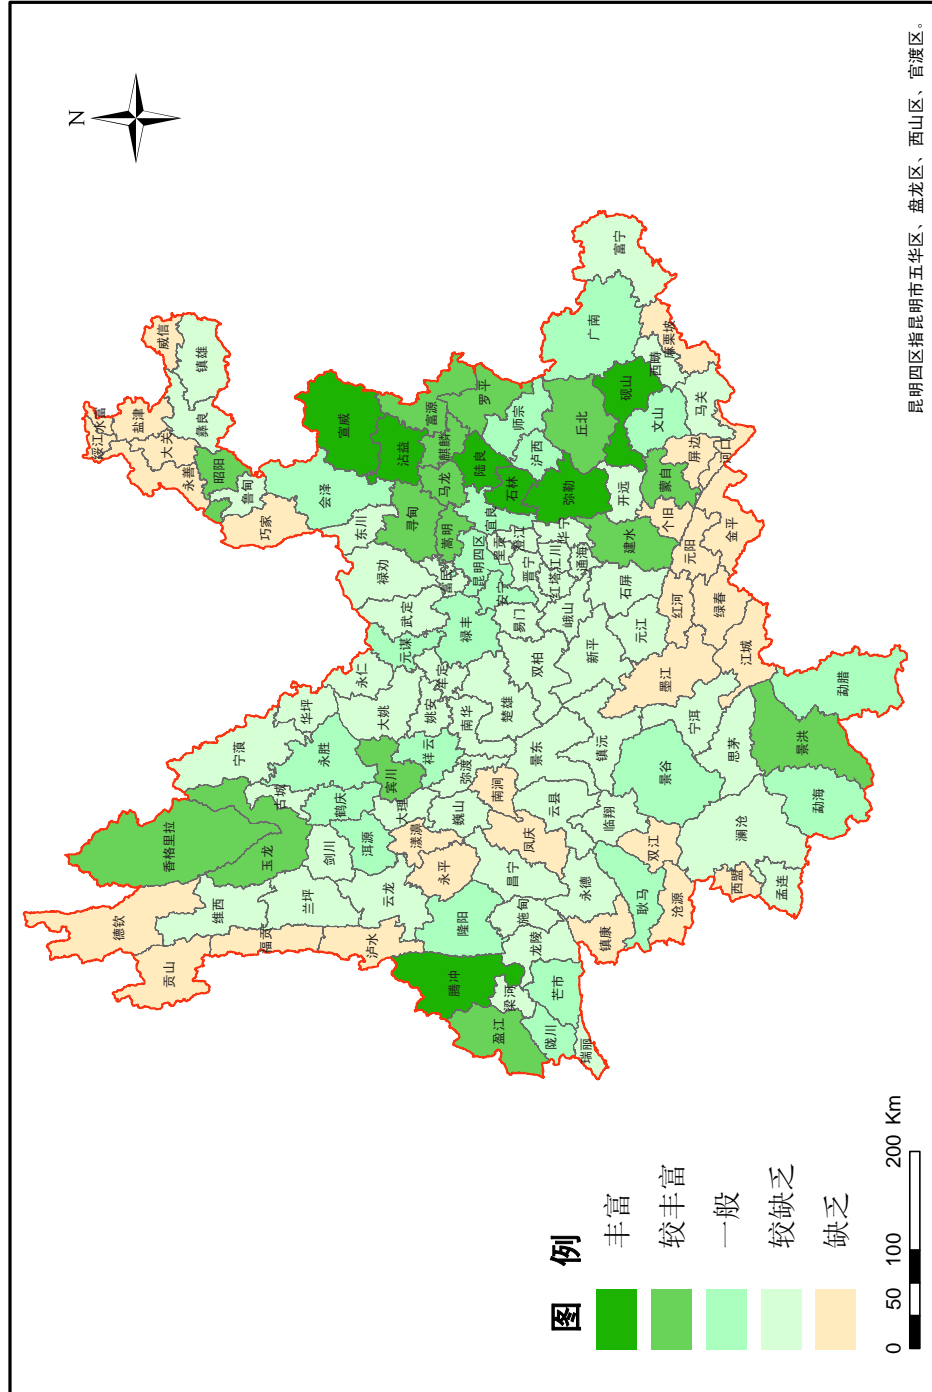 N
绥江
水富
盐津
威信
大关
永善
彝良
镇雄
昭阳
鲁甸
巧家
会泽
宣威
东川
沾益
寻甸
富源
马龙
麒麟
罗平
嵩明
陆良
师宗
石林
宜良
泸西
禄劝
武定
富民
昆明四区
呈贡
安宁
晋宁
澄江
元谋
禄丰
易门
红塔
江川
华宁
通海
峨山
弥勒
丘北
广南
富宁
砚山
西畴
麻栗坡
文山
马关
开远
蒙自
屏边
河口
个旧
建水
石屏
元阳
金平
红河
绿春
元江
新平
双柏
墨江
江城
永仁
大姚
姚安
牟定
南华
楚雄
华坪
宁蒗
永胜
古城
香格里拉
玉龙
鹤庆
宾川
祥云
大理
弥渡
剑川
洱源
漾濞
巍山
南涧
德钦
维西
兰坪
云龙
永平
贡山
福贡
泸水
隆阳
昌宁
凤庆
云县
景东
镇沅
临翔
施甸
永德
腾冲
龙陵
镇康
耿马
双江
沧源
盈江
梁河
芒市
陇川
瑞丽
景谷
宁洱
思茅
澜沧
西盟
孟连
景洪
勐海
勐腊
图 例
丰富
较丰富
一般
较缺乏
缺乏
0 50 100 200 Km
昆明四区指昆明市五华区、盘龙区、西山区、官渡区。